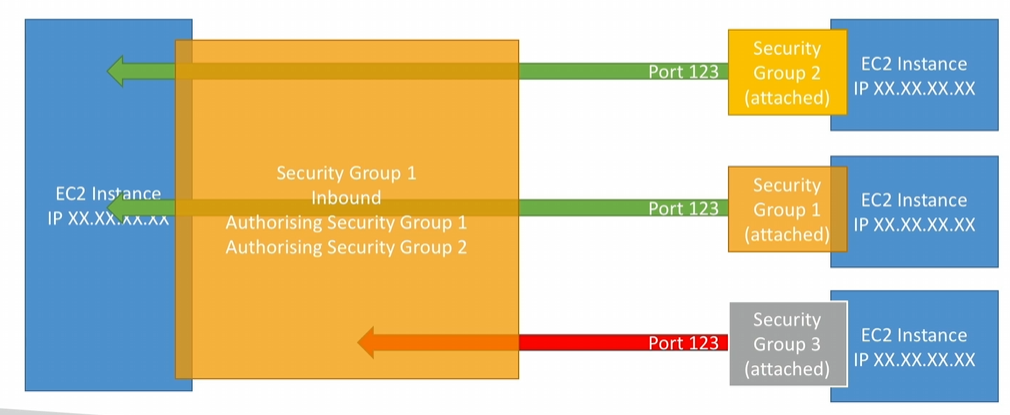 Port 123
Security
Group 2
(attached)
EC2 Instance
IP XX.XX.XX.XX
EC2 Instance
IP XX.XX.XX.XX
Security Group 1
Inbound
Authorising Security Group 1
Authorising Security Group 2
Port 123
Security
Group 1
(attached)
EC2 Instance
IP XX.XX.XX.XX
Port 123
Security
Group 3
(attached)
EC2 Instance
IP XX.XX.XX.XX